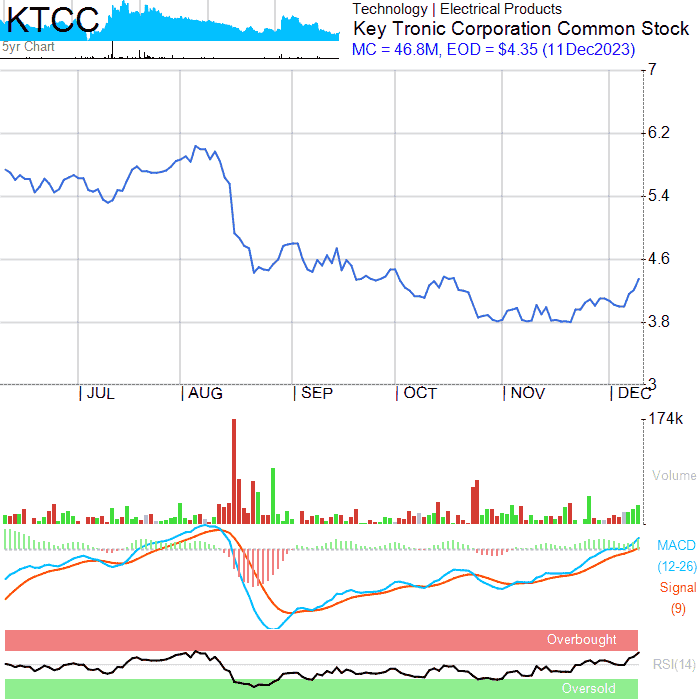 KTCC
5yr Chart
Technology | Electrical Products
Key Tronic Corporation Common Stock
MC = 46.8M, EOD = $4.35 (11Dec2023)
7
6.2
5.4
4.6
3.8
3
JUL AUG SEP OCT NOV DEC
174k
Volume
MACD
(12-26)
Signal
(9)
Overbought
RSI(14)
Oversold